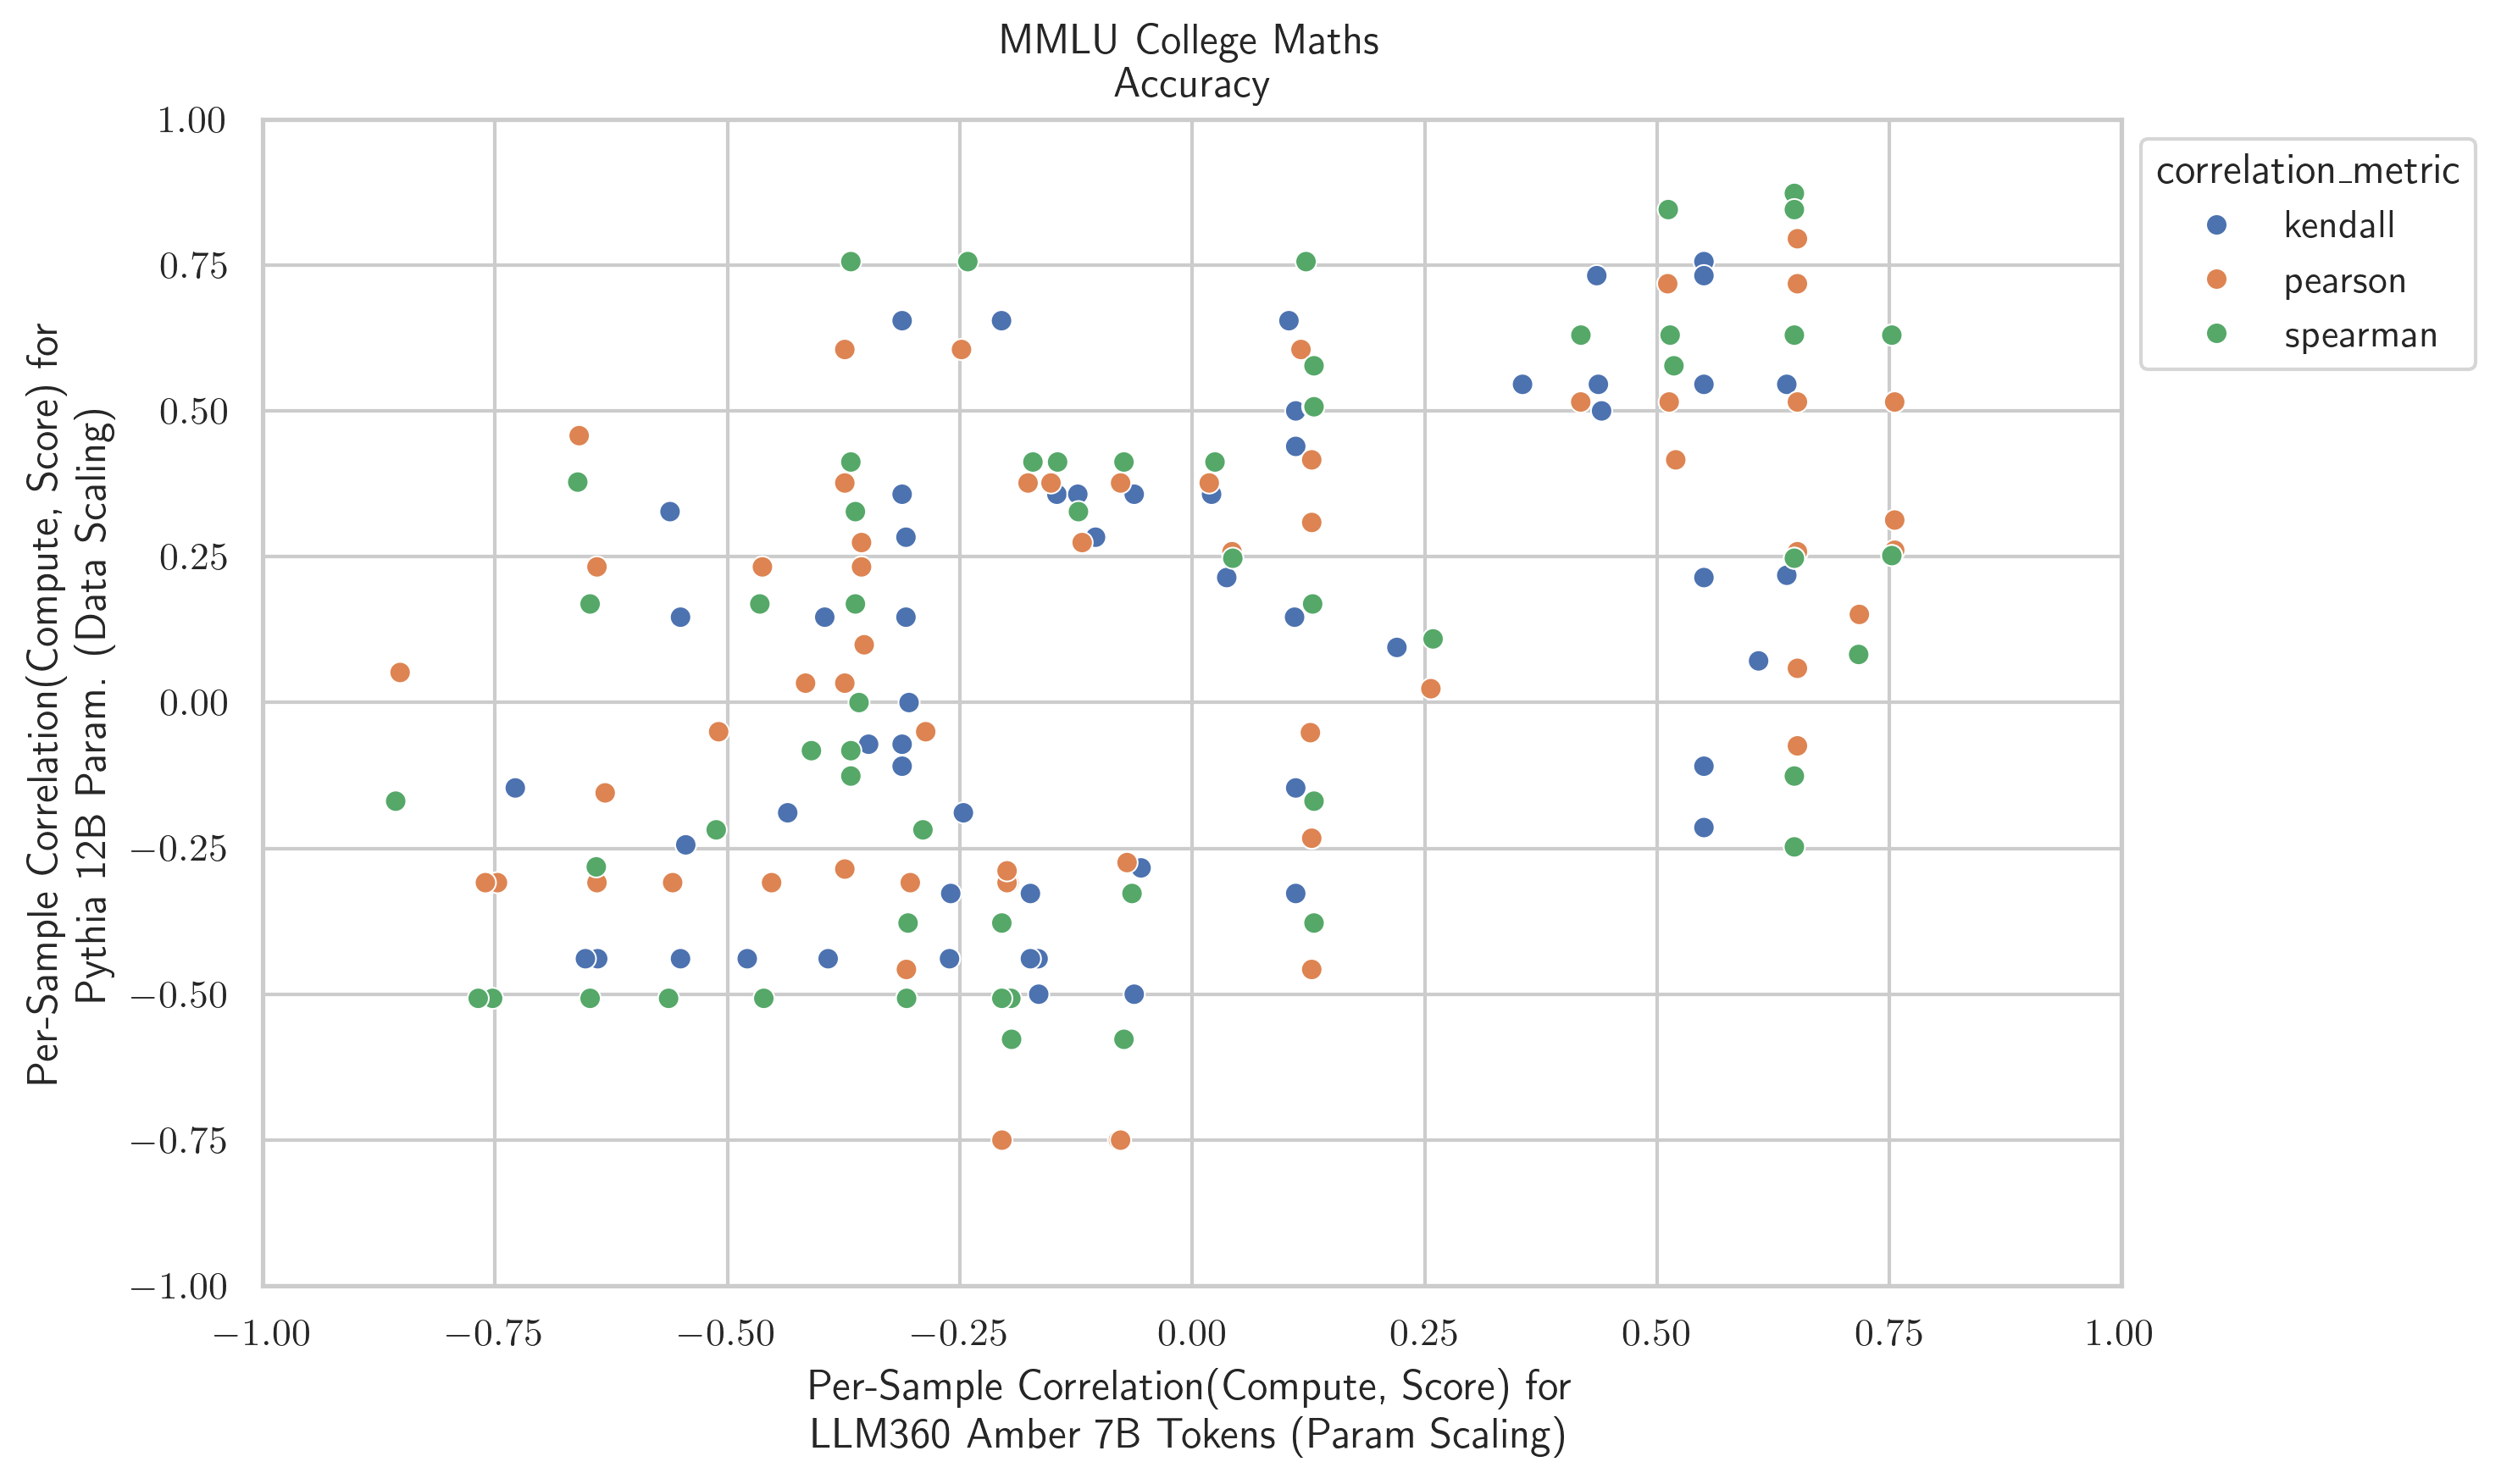 MMLU College Maths
Accuracy
Per-Sample Correlation(Compute, Score) for
Pythia 12B Param. (Data Scaling)
1.00
0.75
0.50
0.25
0.00
−0.25
−0.50
−0.75
−1.00
−1.00
−0.75
−0.50
−0.25
0.00
0.25
0.50
0.75
1.00
Per-Sample Correlation(Compute, Score) for
LLM360 Amber 7B Tokens (Param Scaling)
correlation_metric
kendall
pearson
spearman